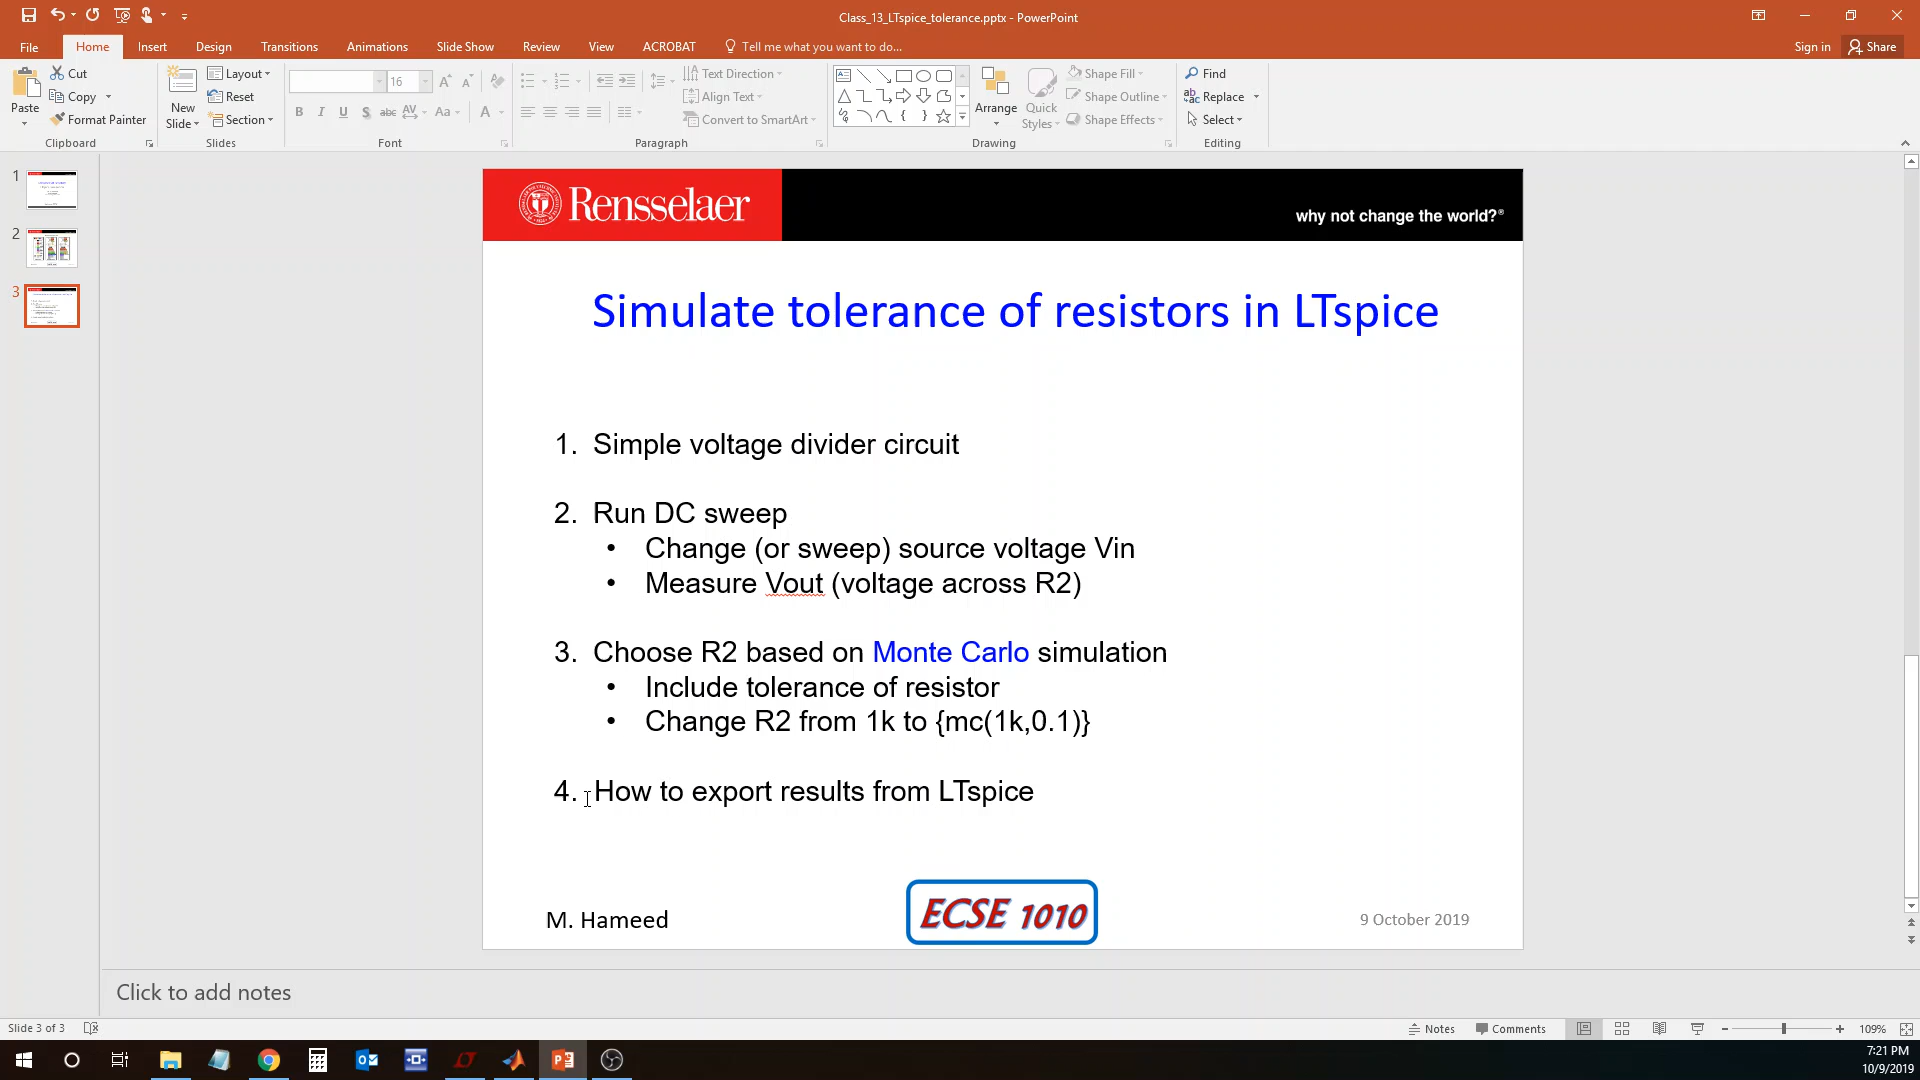 Class_13_LTspice_tolerance.pptx - PowerPoint
File Home Insert Design Transitions Animations Slide Show Review View ACROBAT Tell me what you want to do... Sign in Share
Paste
Cut
Copy
Format Painter
Clipboard
New Slide
Layout
Reset
Section
Slides
16
B I U S abc AV Aa A
Font
Text Direction
Align Text
Convert to SmartArt
Paragraph
Arrange
Quick Styles
Shape Fill
Shape Outline
Shape Effects
Drawing
Find
Replace
Select
Editing
1
2
3
Rensselaer
why not change the world?®
Simulate tolerance of resistors in LTspice
1. Simple voltage divider circuit
2. Run DC sweep
• Change (or sweep) source voltage Vin
• Measure Vout (voltage across R2)
3. Choose R2 based on Monte Carlo simulation
• Include tolerance of resistor
• Change R2 from 1k to {mc(1k,0.1)}
4. How to export results from LTspice
M. Hameed
ECSE 1010
9 October 2019
Click to add notes
Slide 3 of 3
Notes
Comments
109%
7:21 PM
10/9/2019